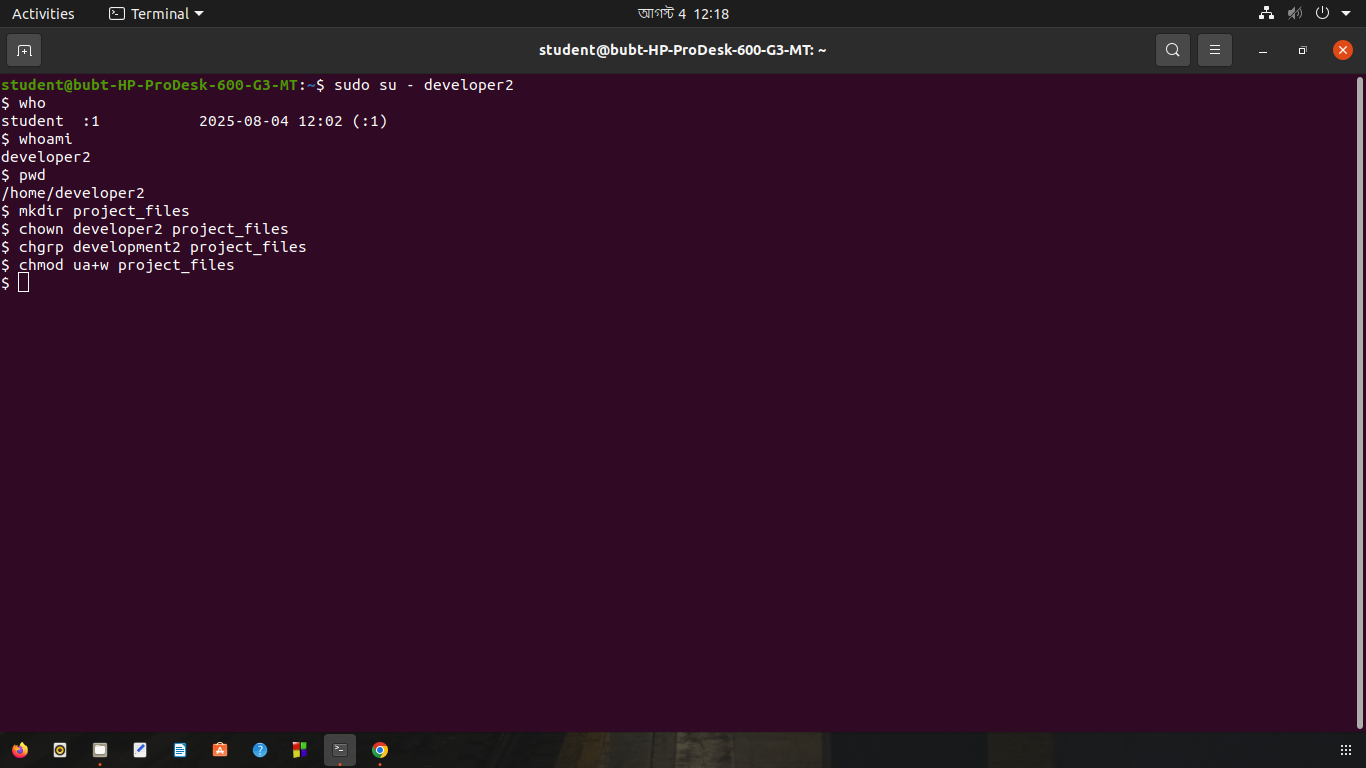 Activities
Terminal
আগস্ট 4 12:18
student@bubt-HP-ProDesk-600-G3-MT: ~
student@bubt-HP-ProDesk-600-G3-MT:~$ sudo su - developer2
$ who
student  :1           2025-08-04 12:02 (:1)
$ whoami
developer2
$ pwd
/home/developer2
$ mkdir project_files
$ chown developer2 project_files
$ chgrp development2 project_files
$ chmod ua+w project_files
$